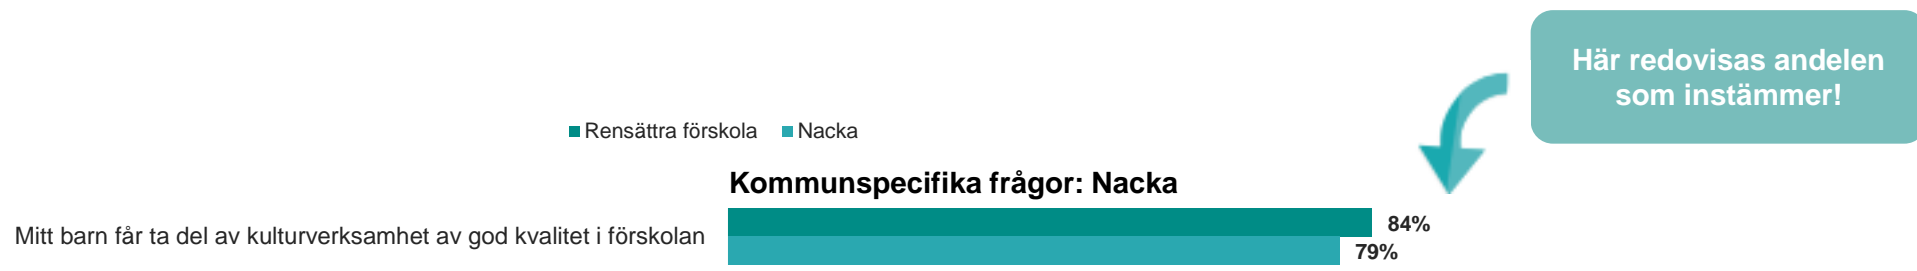 Här redovisas andelen
som instämmer!
Rensättra förskola Nacka
Kommunspecifika frågor: Nacka
Mitt barn får ta del av kulturverksamhet av god kvalitet i förskolan
84%
79%